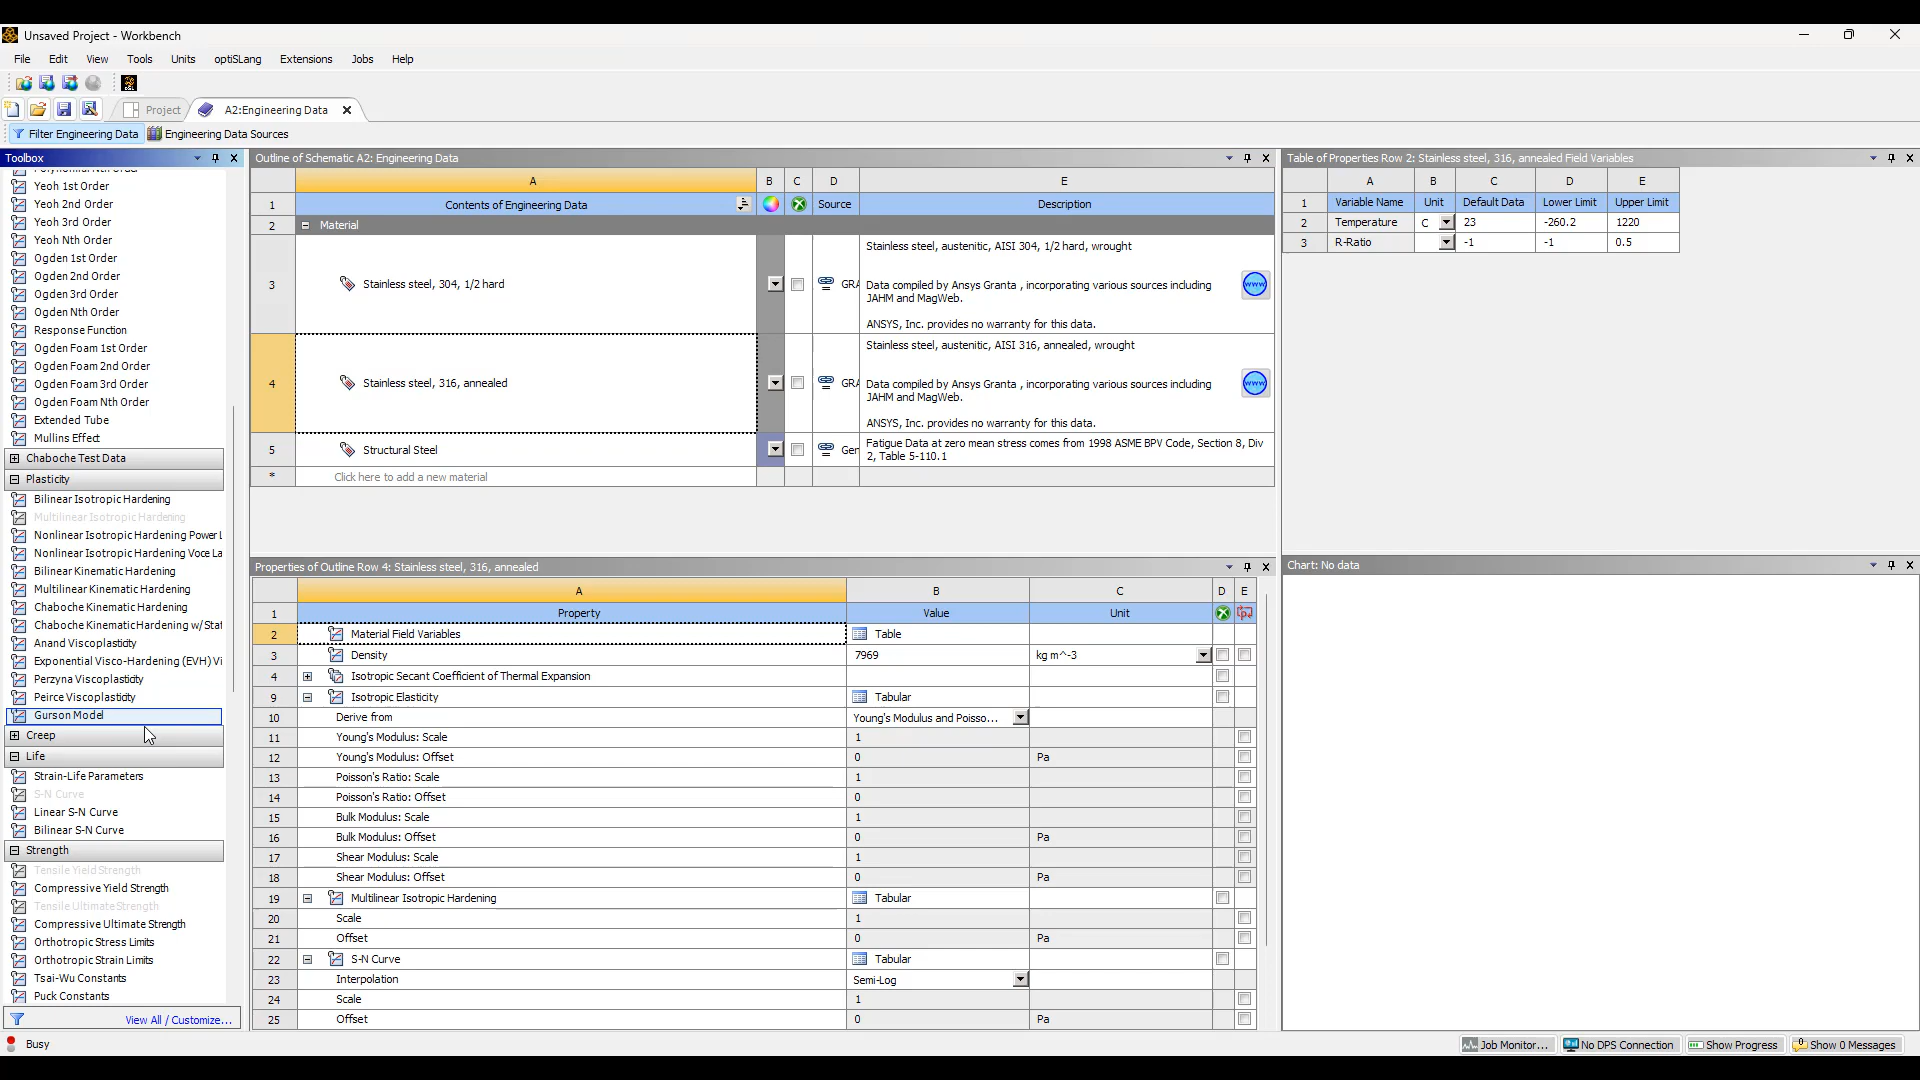 Unsaved Project - Workbench
File Edit View Tools Units optiSLang Extensions Jobs Help
Project A2:Engineering Data
Filter Engineering Data Engineering Data Sources
Toolbox
Yeoh 1st Order
Yeoh 2nd Order
Yeoh 3rd Order
Yeoh Nth Order
Ogden 1st Order
Ogden 2nd Order
Ogden 3rd Order
Ogden Nth Order
Response Function
Ogden Foam 1st Order
Ogden Foam 2nd Order
Ogden Foam 3rd Order
Ogden Foam Nth Order
Extended Tube
Mullins Effect
Chaboche Test Data
Plasticity
Bilinear Isotropic Hardening
Multilinear Isotropic Hardening
Nonlinear Isotropic Hardening Power L
Nonlinear Isotropic Hardening Voce La
Bilinear Kinematic Hardening
Multilinear Kinematic Hardening
Chaboche Kinematic Hardening
Chaboche Kinematic Hardening w/ Stat
Anand Viscoplasticity
Exponential Visco-Hardening (EVH) Vi
Perzyna Viscoplasticity
Peirce Viscoplasticity
Gurson Model
Creep
Life
Strain-Life Parameters
S-N Curve
Linear S-N Curve
Bilinear S-N Curve
Strength
Tensile Yield Strength
Compressive Yield Strength
Tensile Ultimate Strength
Compressive Ultimate Strength
Orthotropic Stress Limits
Orthotropic Strain Limits
Tsai-Wu Constants
Puck Constants
View All / Customize...
Outline of Schematic A2: Engineering Data
A B C D E
1 Contents of Engineering Data Source Description
2 Material
3 Stainless steel, 304, 1/2 hard GRA
Stainless steel, austenitic, AISI 304, 1/2 hard, wrought
Data compiled by Ansys Granta , incorporating various sources including
JAHM and MagWeb.
ANSYS, Inc. provides no warranty for this data.
www
4 Stainless steel, 316, annealed GRA
Stainless steel, austenitic, AISI 316, annealed, wrought
Data compiled by Ansys Granta , incorporating various sources including
JAHM and MagWeb.
ANSYS, Inc. provides no warranty for this data.
www
5 Structural Steel Ger
Fatigue Data at zero mean stress comes from 1998 ASME BPV Code, Section 8, Div
2, Table 5-110.1
* Click here to add a new material
Properties of Outline Row 4: Stainless steel, 316, annealed
A B C D E
1 Property Value Unit
2 Material Field Variables Table
3 Density 7969 kg m^-3
4 Isotropic Secant Coefficient of Thermal Expansion
9 Isotropic Elasticity Tabular
10 Derive from Young's Modulus and Poisso...
11 Young's Modulus: Scale 1
12 Young's Modulus: Offset 0 Pa
13 Poisson's Ratio: Scale 1
14 Poisson's Ratio: Offset 0
15 Bulk Modulus: Scale 1
16 Bulk Modulus: Offset 0 Pa
17 Shear Modulus: Scale 1
18 Shear Modulus: Offset 0 Pa
19 Multilinear Isotropic Hardening Tabular
20 Scale 1
21 Offset 0 Pa
22 S-N Curve Tabular
23 Interpolation Semi-Log
24 Scale 1
25 Offset 0 Pa
Table of Properties Row 2: Stainless steel, 316, annealed Field Variables
A B C D E
1 Variable Name Unit Default Data Lower Limit Upper Limit
2 Temperature C 23 -260.2 1220
3 R-Ratio -1 -1 0.5
Chart: No data
Busy
Job Monitor... No DPS Connection Show Progress Show 0 Messages